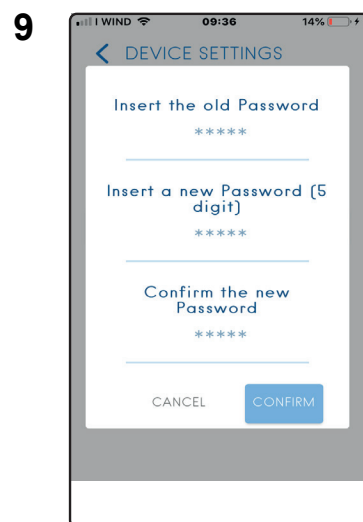 9
I WIND 09:36 14%
DEVICE SETTINGS
Insert the old Password
*****
Insert a new Password (5
digit)
*****
Confirm the new
Password
*****
CANCEL CONFIRM